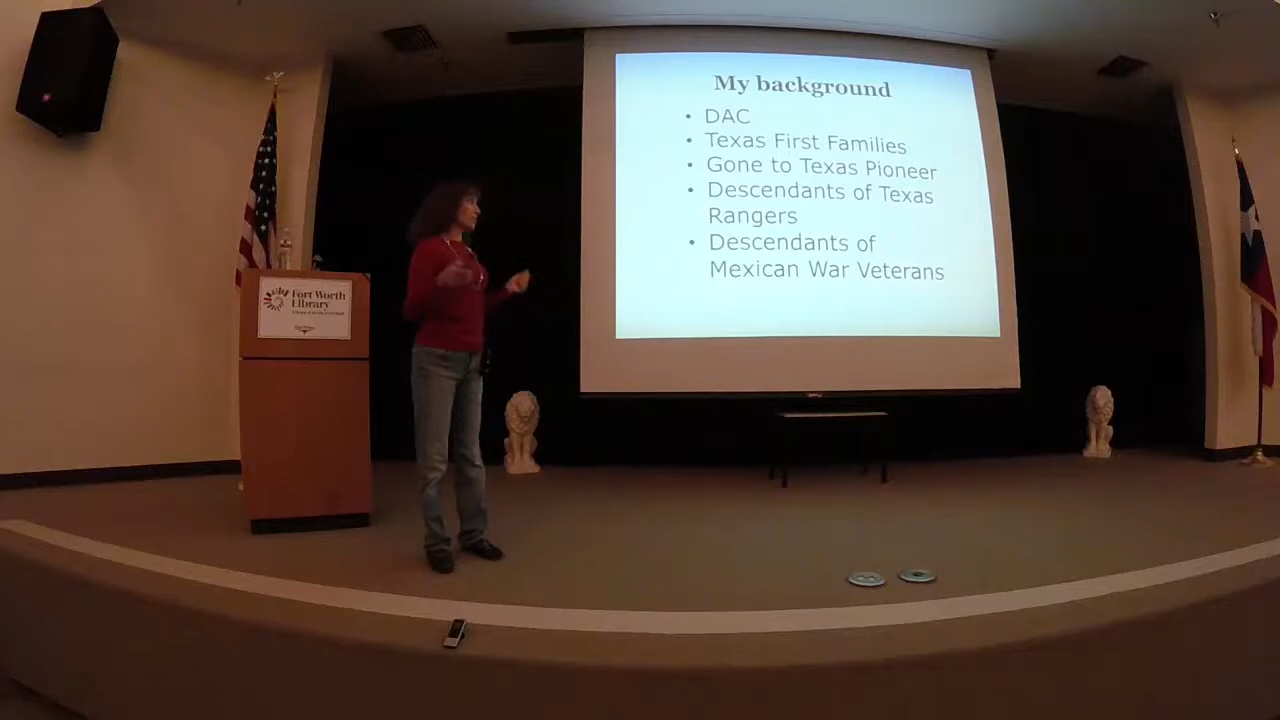 My background
• DAC
• Texas First Families
• Gone to Texas Pioneer
• Descendants of Texas
Rangers
• Descendants of
Mexican War Veterans
Fort Worth
Library